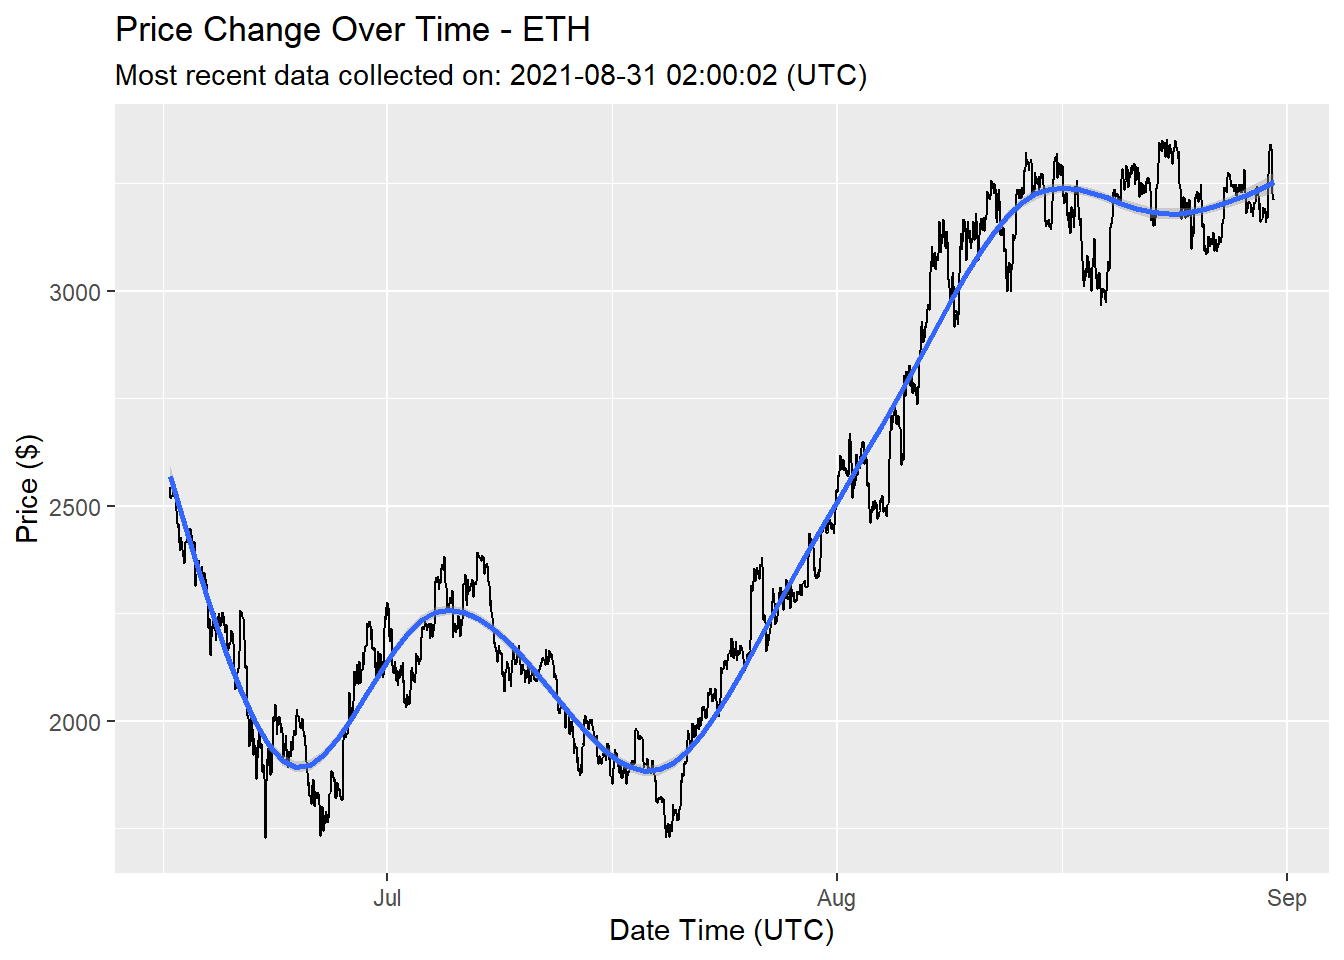 Price Change Over Time - ETH
Most recent data collected on: 2021-08-31 02:00:02 (UTC)
Price ($)
3000
2500
2000
Jul
Aug
Sep
Date Time (UTC)